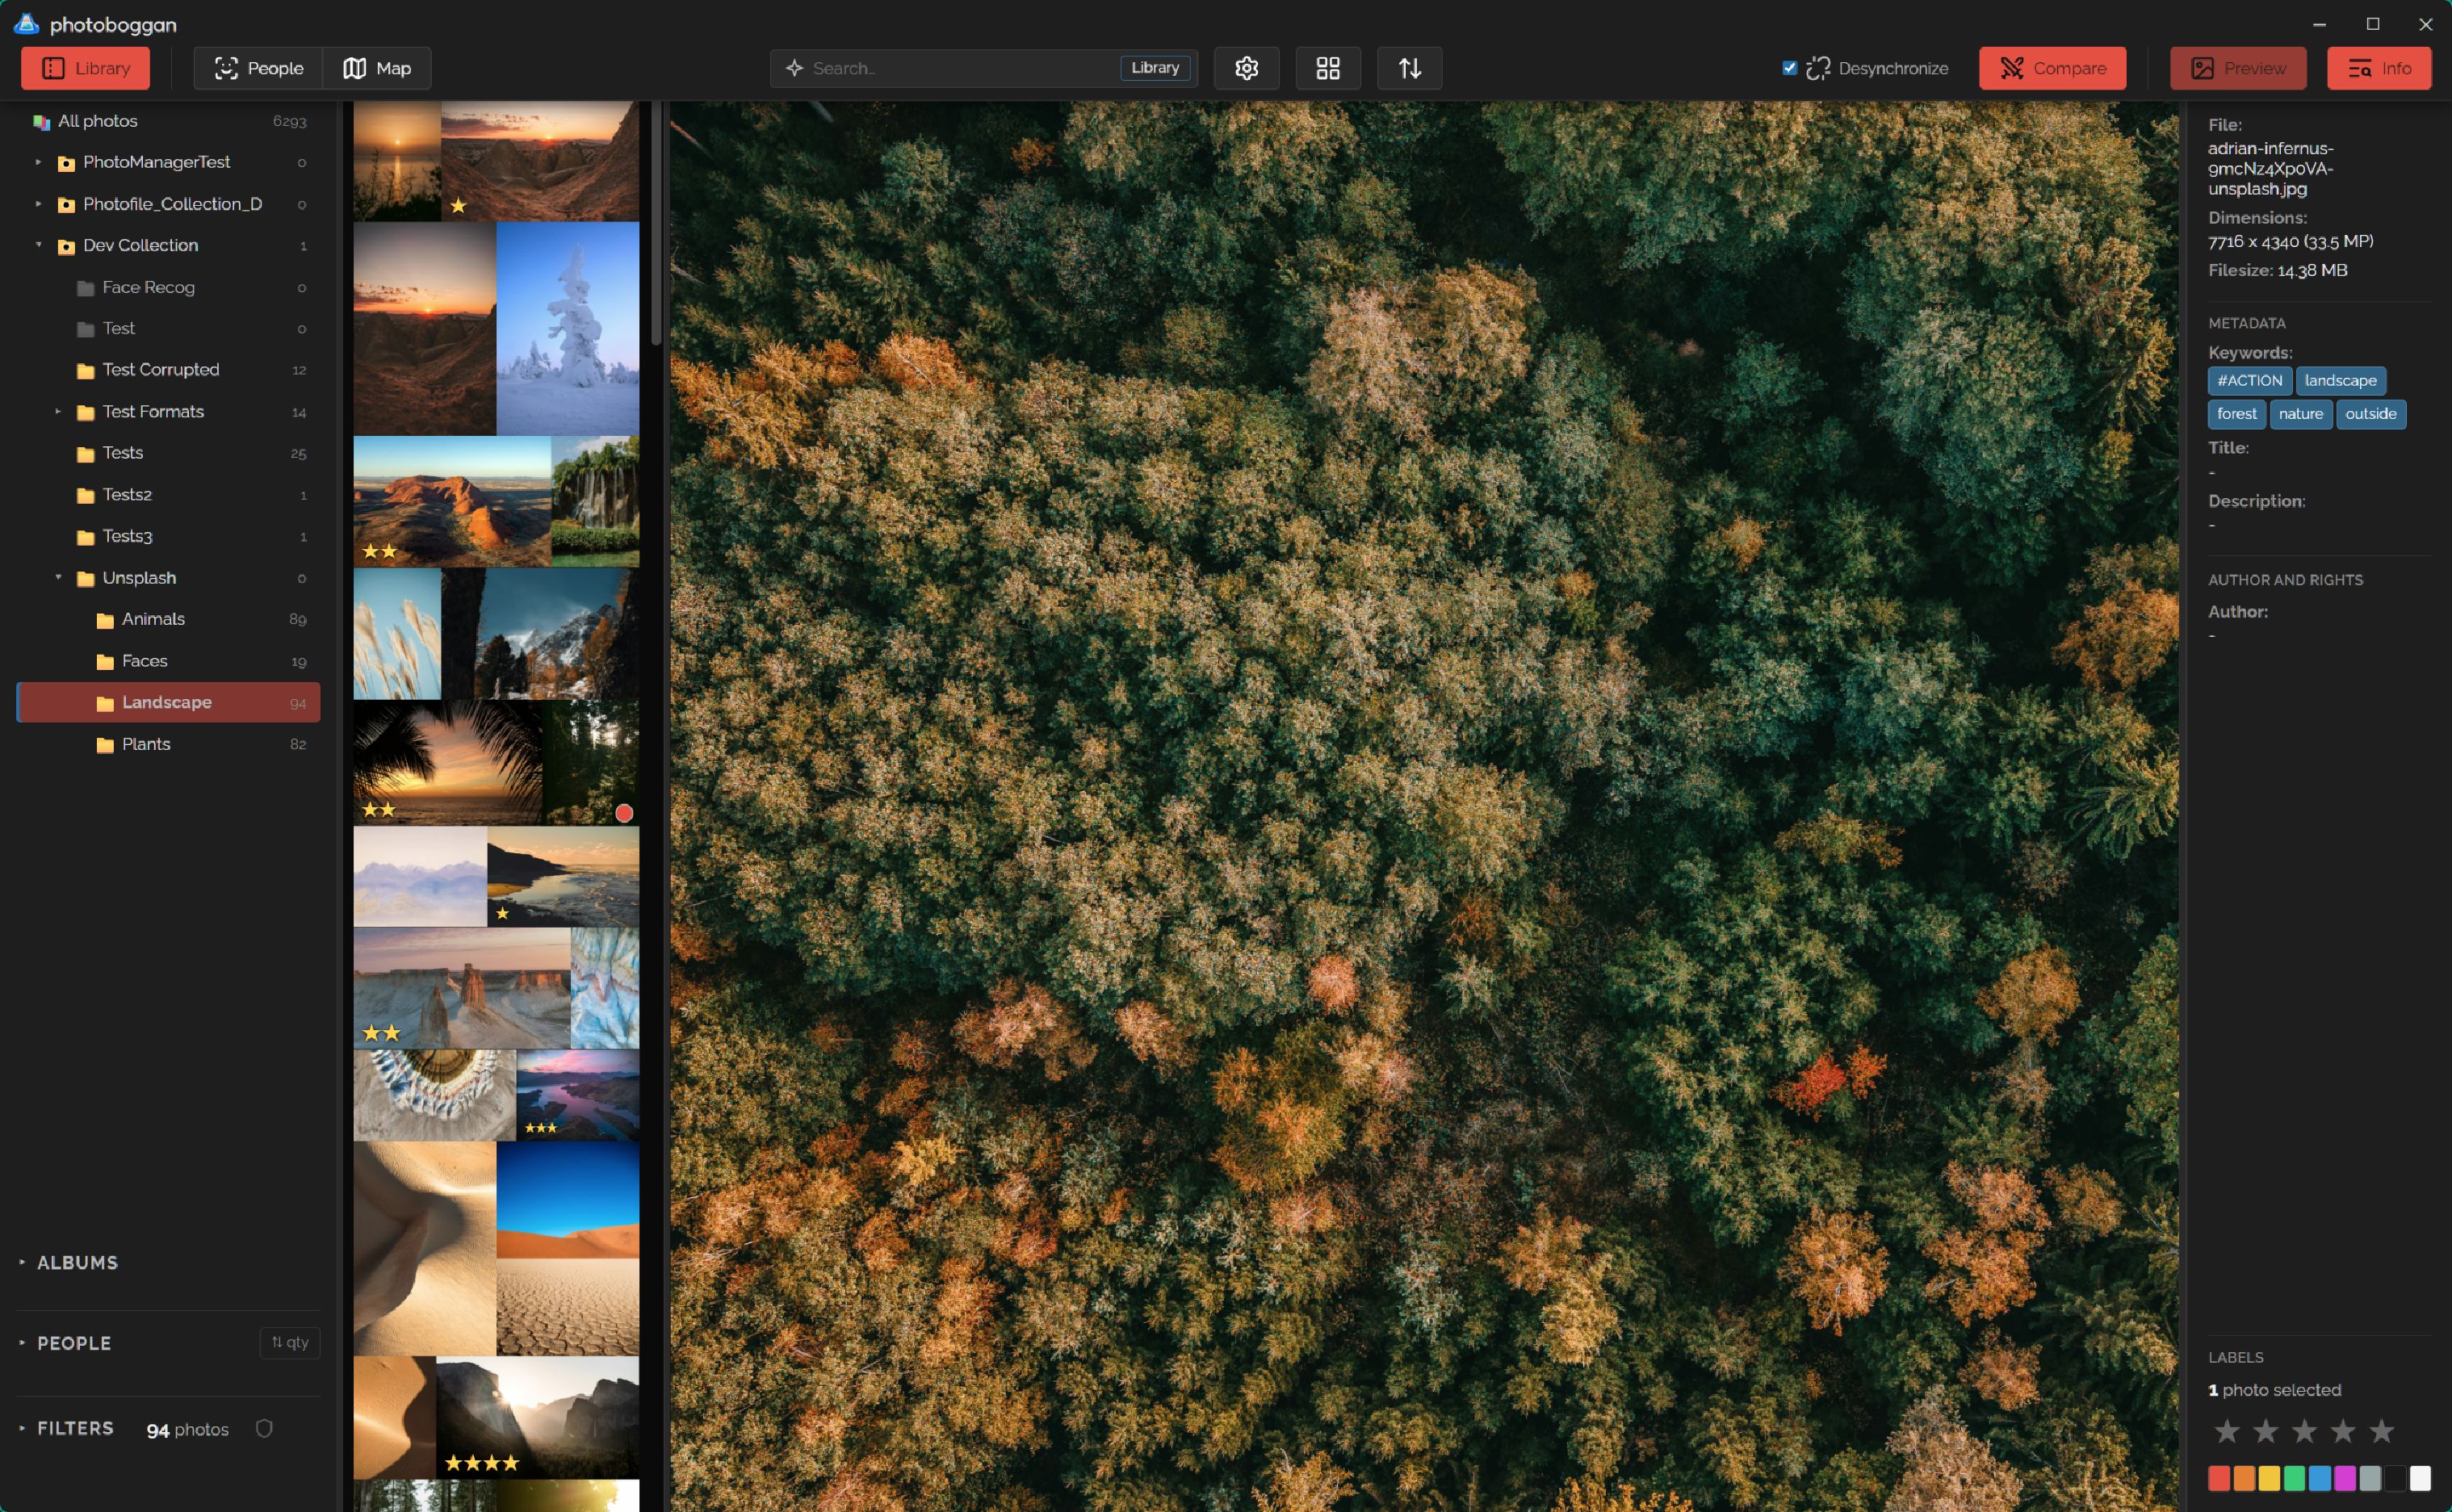 photoboggan
Library
People
Map
Search...
Library
Desynchronize
Compare
Preview
Info
All photos 6293
PhotoManagerTest 0
Photofile_Collection_D 0
Dev Collection 1
Face Recog 0
Test 0
Test Corrupted 12
Test Formats 14
Tests 25
Tests2 1
Tests3 1
Unsplash 0
Animals 89
Faces 19
Landscape 94
Plants 82
ALBUMS
PEOPLE
qty
FILTERS 94 photos
File:
adrian-infernus-
gmcNz4XpoVA-
unsplash.jpg
Dimensions:
7716 x 4340 (33.5 MP)
Filesize: 14.38 MB
METADATA
Keywords:
#ACTION landscape
forest nature outside
Title:
-
Description:
-
AUTHOR AND RIGHTS
Author:
-
LABELS
1 photo selected